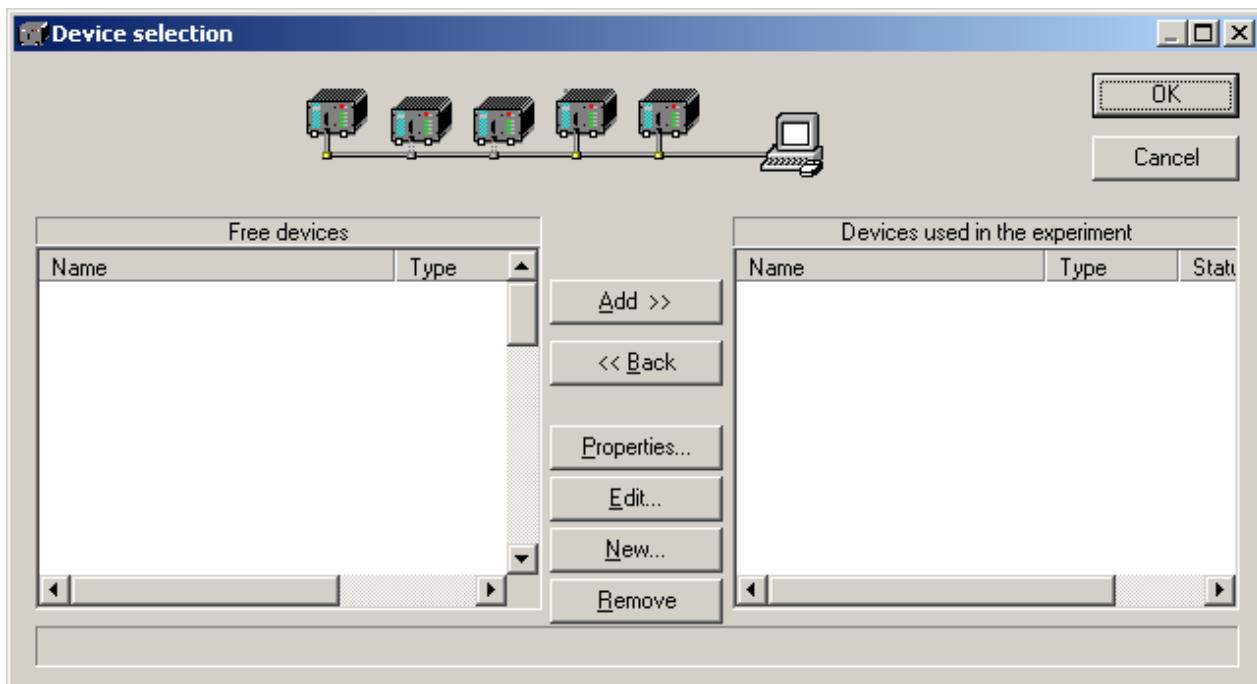 Device selection
OK
Cancel
Free devices
Name Type
Add >>
<< Back
Properties...
Edit...
New...
Remove
Devices used in the experiment
Name Type Statu